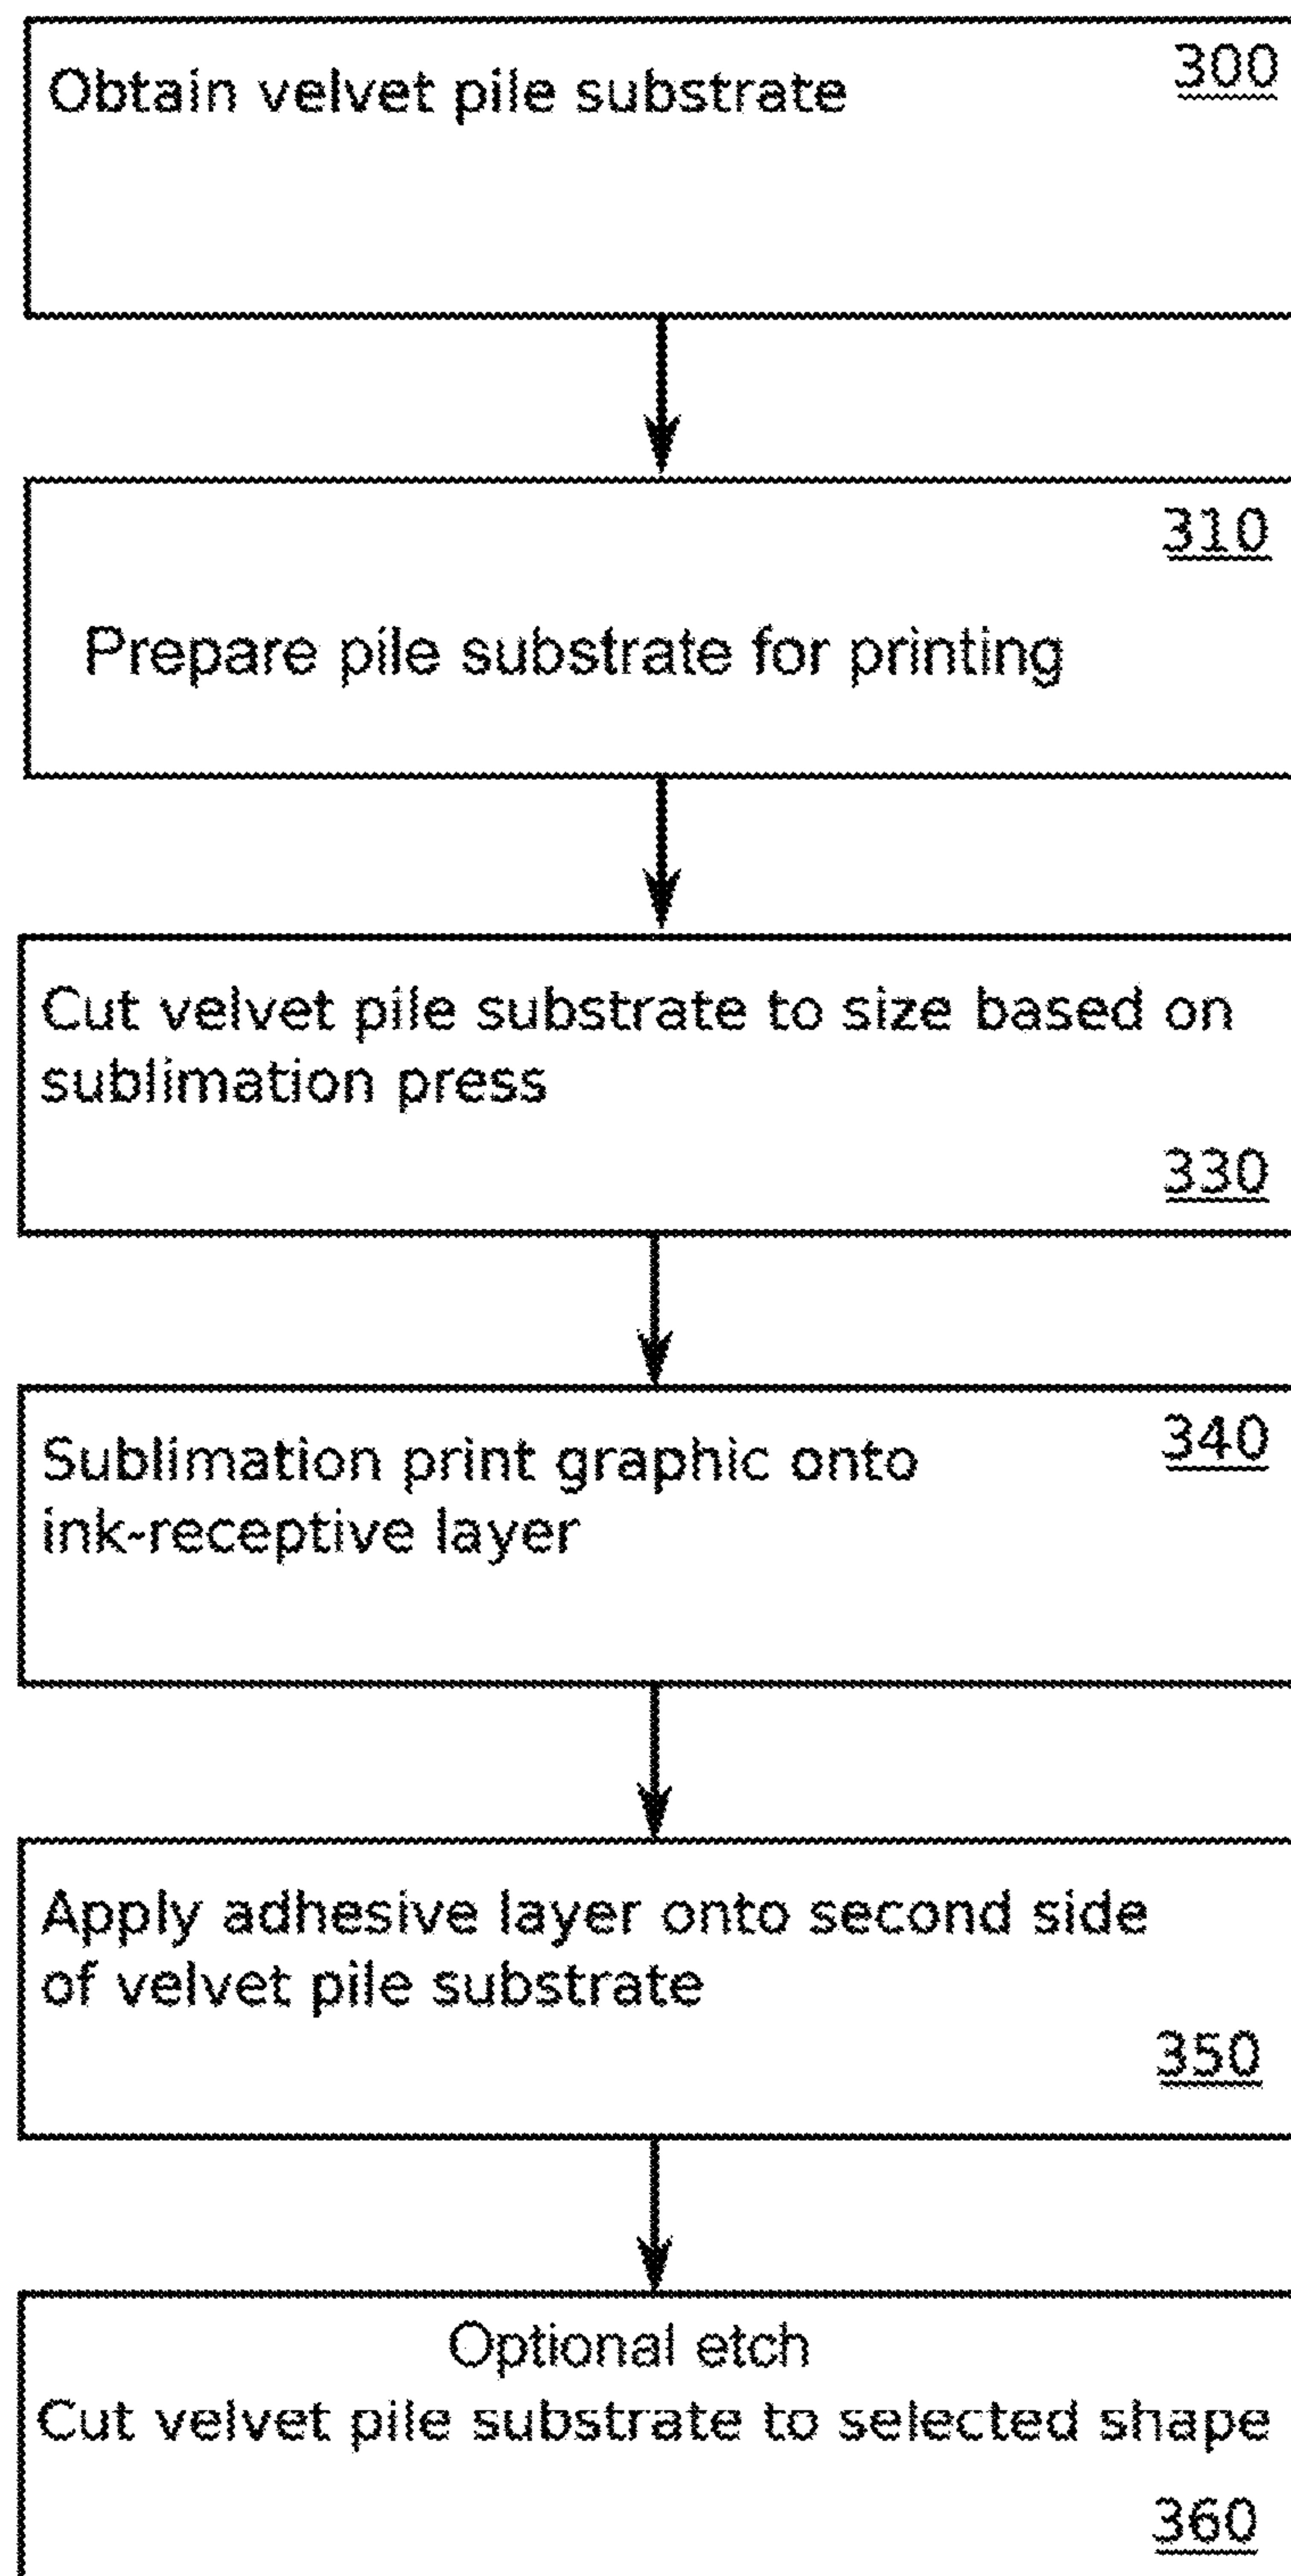 Obtain velvet pile substrate 300
310
Prepare pile substrate for printing
Cut velvet pile substrate to size based on
sublimation press
330
340
Sublimation print graphic onto
ink-receptive layer
Apply adhesive layer onto second side
of velvet pile substrate
350
Optional etch
Cut velvet pile substrate to selected shape
360